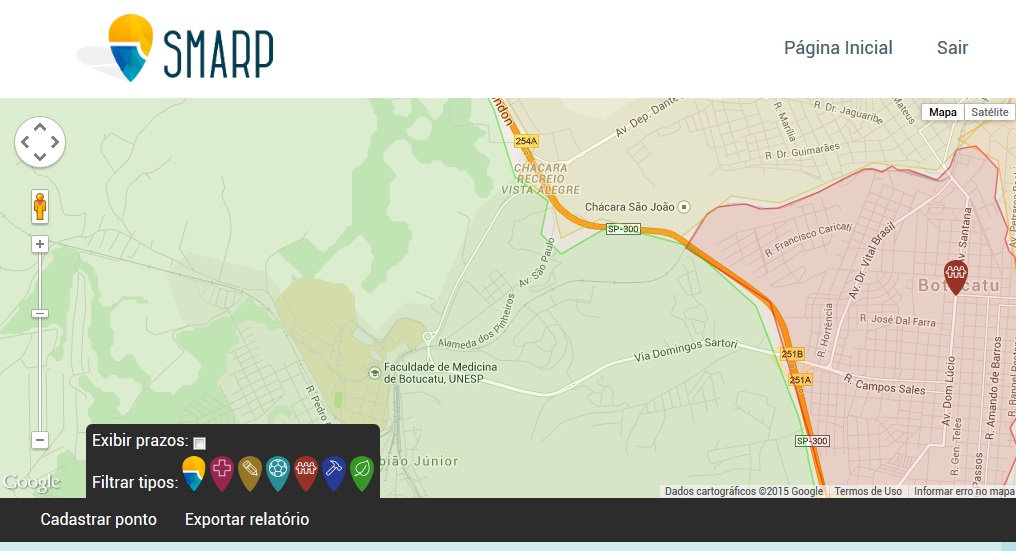 SMARP
Página Inicial
Sair
Mapa
Satélite
254A
CHÁCARA
RECREIO
VISTA ALEGRE
Av. Dep. Dante
R. Marília
R. Dr. Jaguaribe
Mateus
R. Dr. Guimarães
Chácara São João
SP-300
R. Francisco Caricati
Av. Dr. Vital Brasil
Av. Santana
Av. São Paulo
Botucatu
Alameda dos Pinheiros
R. Hortência
R. José Dal Farra
Via Domingos Sartori
251B
251A
Faculdade de Medicina
de Botucatu, UNESP
R. Campos Sales
Av. Dom Lúcio
R. Amando de Barros
R. Pedro
R. Gen. Teles
Passos
SP-300
bião Júnior
Exibir prazos:
Filtrar tipos:
Google
Dados cartográficos ©2015 Google
Termos de Uso
Informar erro no mapa
Cadastrar ponto
Exportar relatório